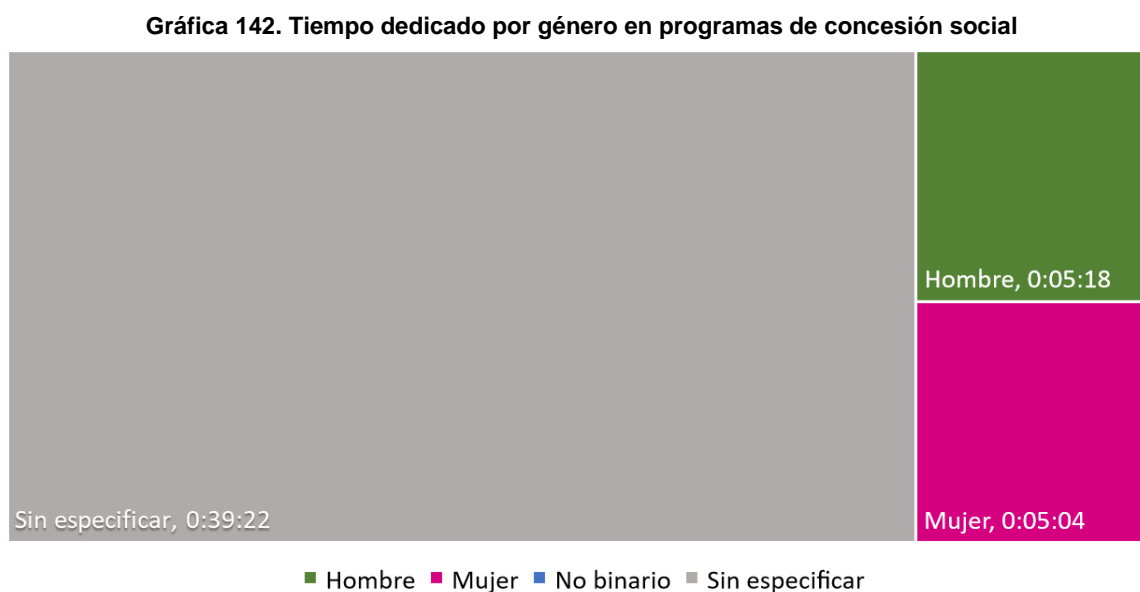 Gráfica 142. Tiempo dedicado por género en programas de concesión social
Hombre, 0:05:18
Sin especificar, 0:39:22
Mujer, 0:05:04
Hombre Mujer No binario Sin especificar